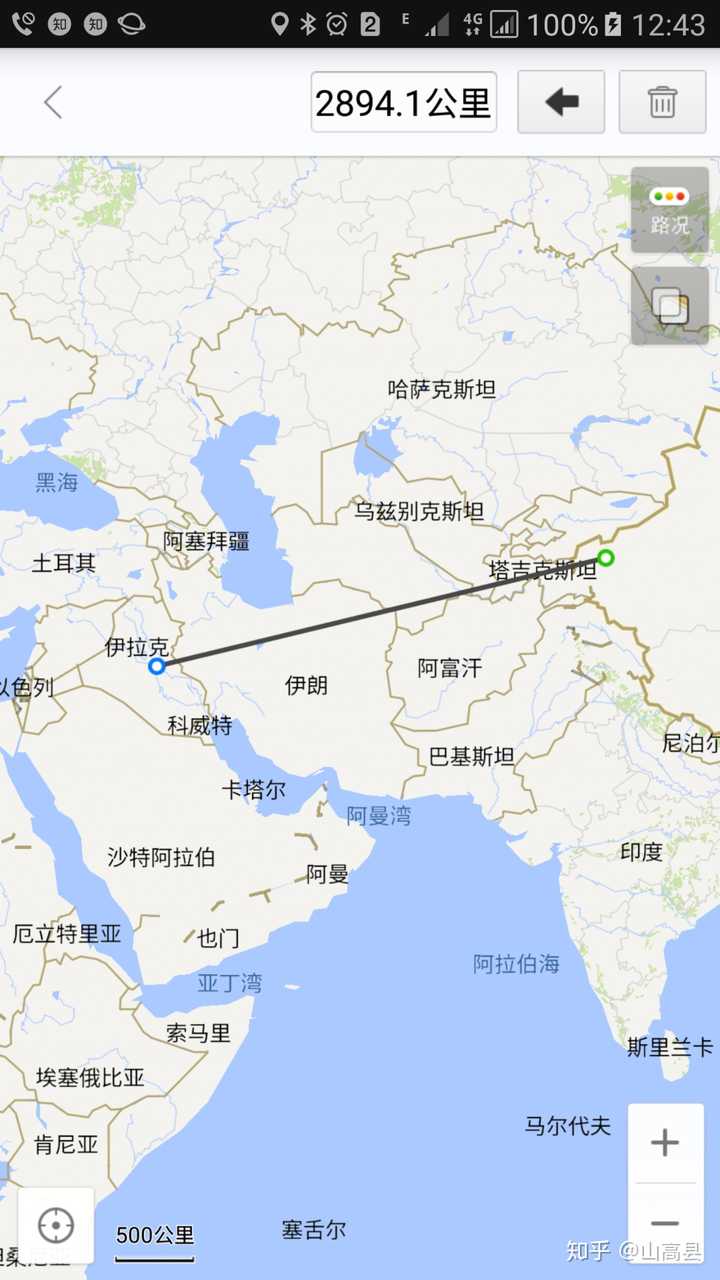 知 知 2 E 4G 100% 12:43
2894.1公里
路况
哈萨克斯坦
黑海
乌兹别克斯坦
阿塞拜疆
土耳其
塔吉克斯坦
伊拉克
阿富汗
以色列
伊朗
科威特
尼泊尔
巴基斯坦
卡塔尔
阿曼湾
印度
沙特阿拉伯
阿曼
厄立特里亚
也门
阿拉伯海
亚丁湾
索马里
斯里兰卡
埃塞俄比亚
马尔代夫
肯尼亚
塞舌尔
500公里
知乎 @山高县